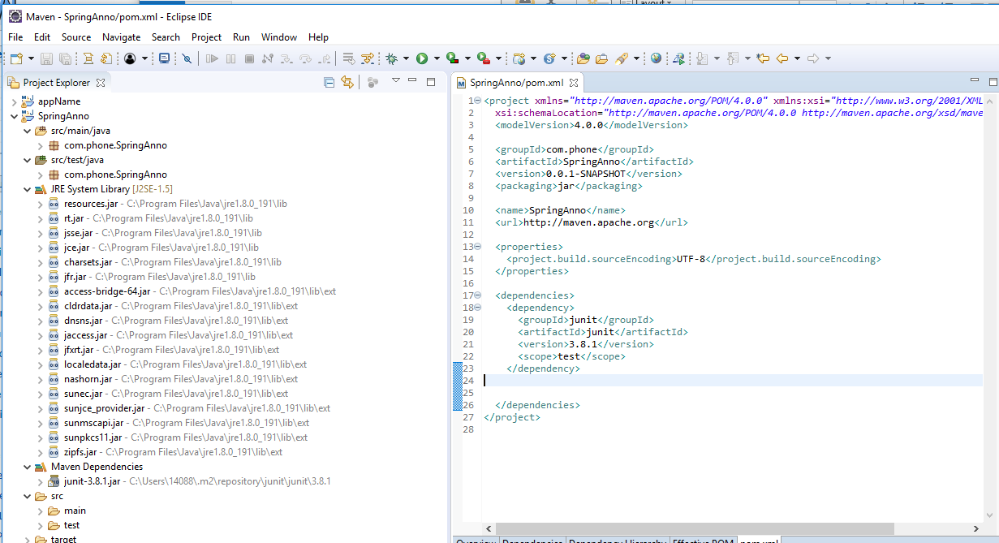 Layout
Maven - SpringAnno/pom.xml - Eclipse IDE
File Edit Source Navigate Search Project Run Window Help
Project Explorer
appName
SpringAnno
src/main/java
com.phone.SpringAnno
src/test/java
com.phone.SpringAnno
JRE System Library [J2SE-1.5]
resources.jar - C:\Program Files\Java\jre1.8.0_191\lib
rt.jar - C:\Program Files\Java\jre1.8.0_191\lib
jsse.jar - C:\Program Files\Java\jre1.8.0_191\lib
jce.jar - C:\Program Files\Java\jre1.8.0_191\lib
charsets.jar - C:\Program Files\Java\jre1.8.0_191\lib
jfr.jar - C:\Program Files\Java\jre1.8.0_191\lib
access-bridge-64.jar - C:\Program Files\Java\jre1.8.0_191\lib\ext
cldrdata.jar - C:\Program Files\Java\jre1.8.0_191\lib\ext
dnsns.jar - C:\Program Files\Java\jre1.8.0_191\lib\ext
jaccess.jar - C:\Program Files\Java\jre1.8.0_191\lib\ext
jfxrt.jar - C:\Program Files\Java\jre1.8.0_191\lib\ext
localedata.jar - C:\Program Files\Java\jre1.8.0_191\lib\ext
nashorn.jar - C:\Program Files\Java\jre1.8.0_191\lib\ext
sunec.jar - C:\Program Files\Java\jre1.8.0_191\lib\ext
sunjce_provider.jar - C:\Program Files\Java\jre1.8.0_191\lib\ext
sunmscapi.jar - C:\Program Files\Java\jre1.8.0_191\lib\ext
sunpkcs11.jar - C:\Program Files\Java\jre1.8.0_191\lib\ext
zipfs.jar - C:\Program Files\Java\jre1.8.0_191\lib\ext
Maven Dependencies
junit-3.8.1.jar - C:\Users\14088\.m2\repository\junit\junit\3.8.1
src
main
test
target
SpringAnno/pom.xml
1 <project xmlns="http://maven.apache.org/POM/4.0.0" xmlns:xsi="http://www.w3.org/2001/XML
2 xsi:schemaLocation="http://maven.apache.org/POM/4.0.0 http://maven.apache.org/xsd/mave
3 <modelVersion>4.0.0</modelVersion>
4
5 <groupId>com.phone</groupId>
6 <artifactId>SpringAnno</artifactId>
7 <version>0.0.1-SNAPSHOT</version>
8 <packaging>jar</packaging>
9
10 <name>SpringAnno</name>
11 <url>http://maven.apache.org</url>
12
13 <properties>
14 <project.build.sourceEncoding>UTF-8</project.build.sourceEncoding>
15 </properties>
16
17 <dependencies>
18 <dependency>
19 <groupId>junit</groupId>
20 <artifactId>junit</artifactId>
21 <version>3.8.1</version>
22 <scope>test</scope>
23 </dependency>
24
25
26 </dependencies>
27 </project>
28
Overview Dependencies Dependency Hierarchy Effective POM pom.xml